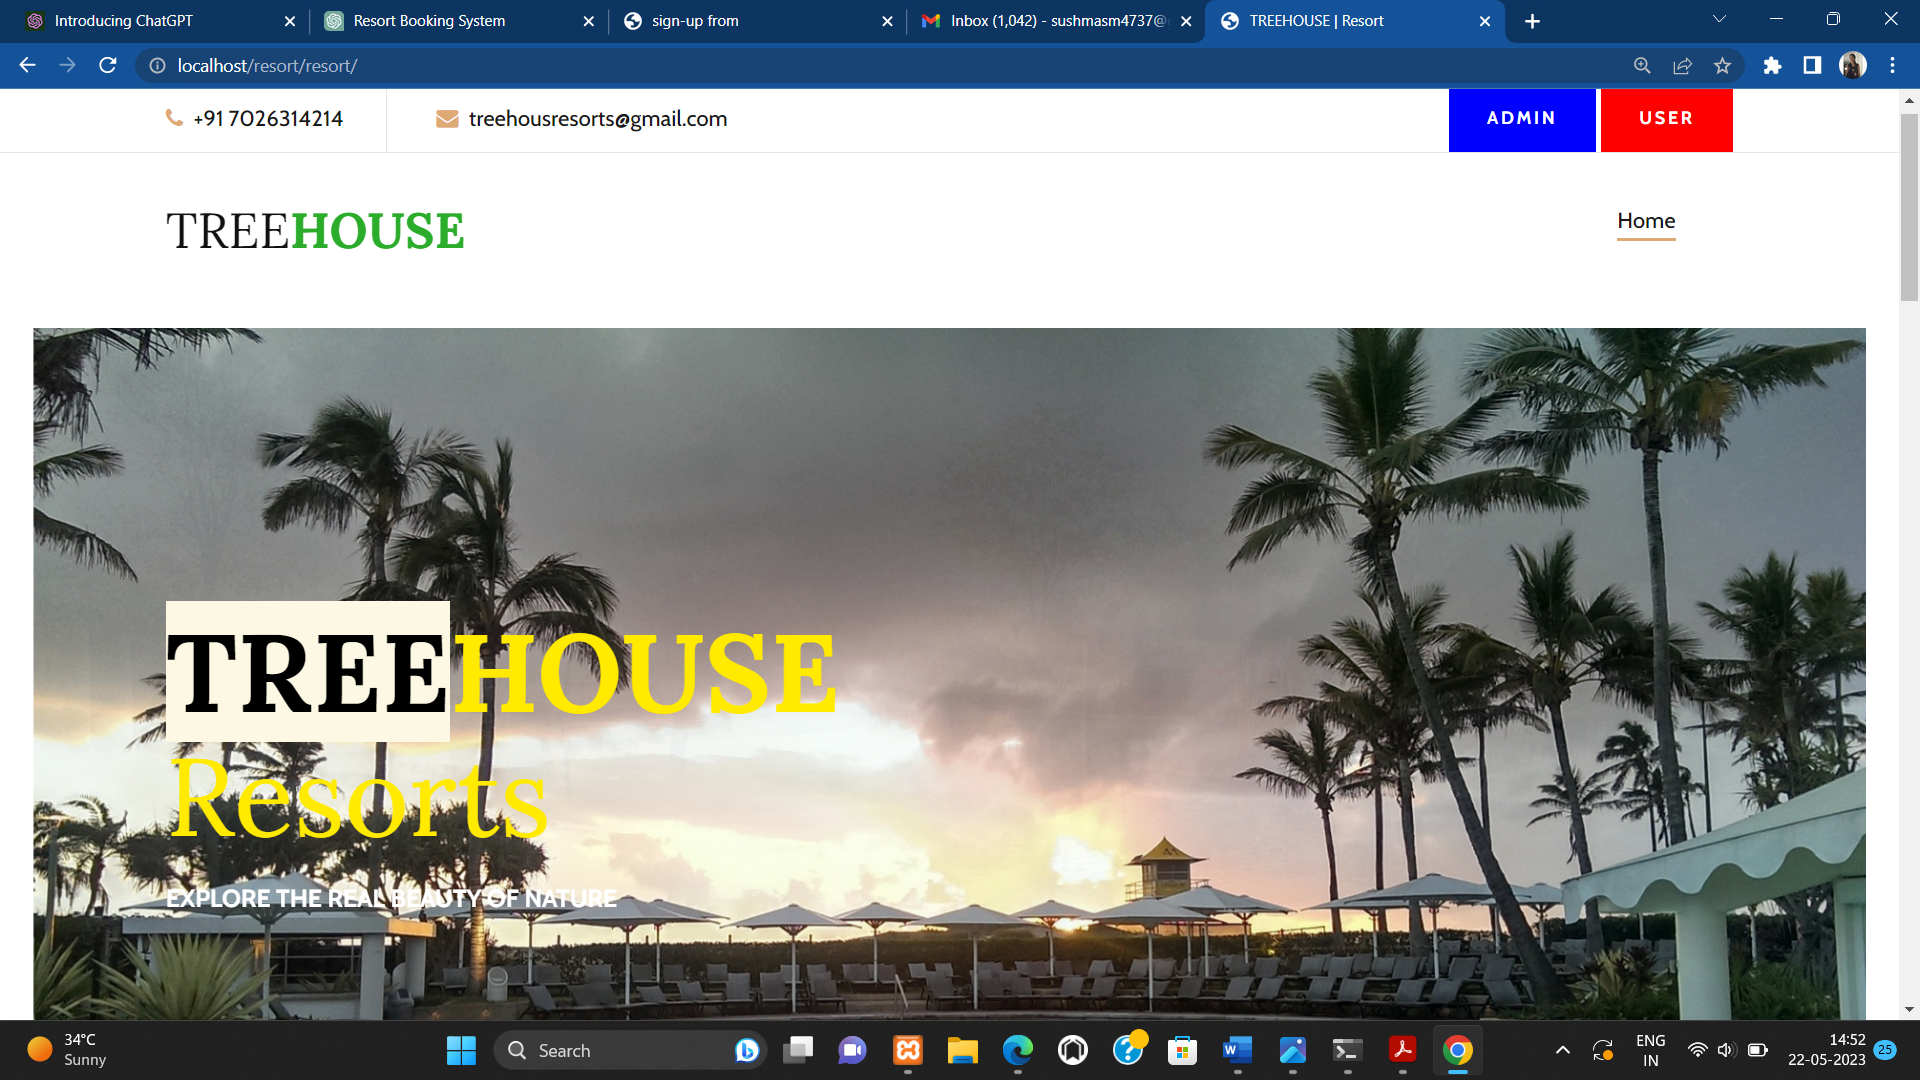 Introducing ChatGPT
Resort Booking System
sign-up from
Inbox (1,042) - sushmasm4737@
TREEHOUSE | Resort
localhost/resort/resort/
+91 7026314214
treehousresorts@gmail.com
ADMIN
USER
TREEHOUSE
Home
TREEHOUSE
Resorts
EXPLORE THE REAL BEAUTY OF NATURE
34°C
Sunny
Search
ENG
IN
14:52
22-05-2023
25